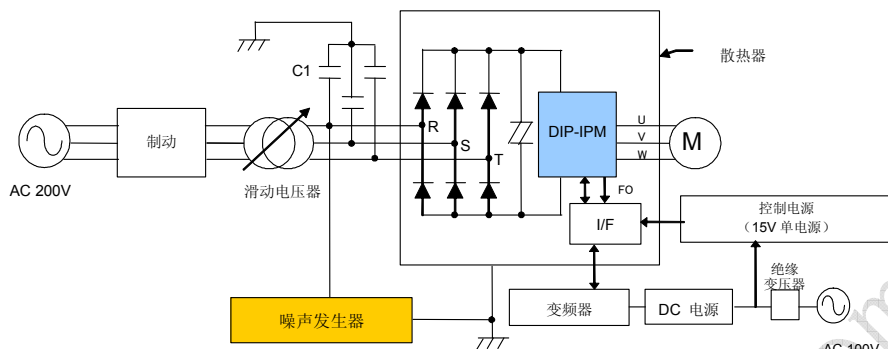 散热器
C1
R
S
T
DIP-IPM
U
V
W
M
制动
AC 200V
滑动电压器
FO
I/F
控制电源
（15V 单电源）
绝缘
变压器
噪声发生器
变频器
DC 电源
AC 100V